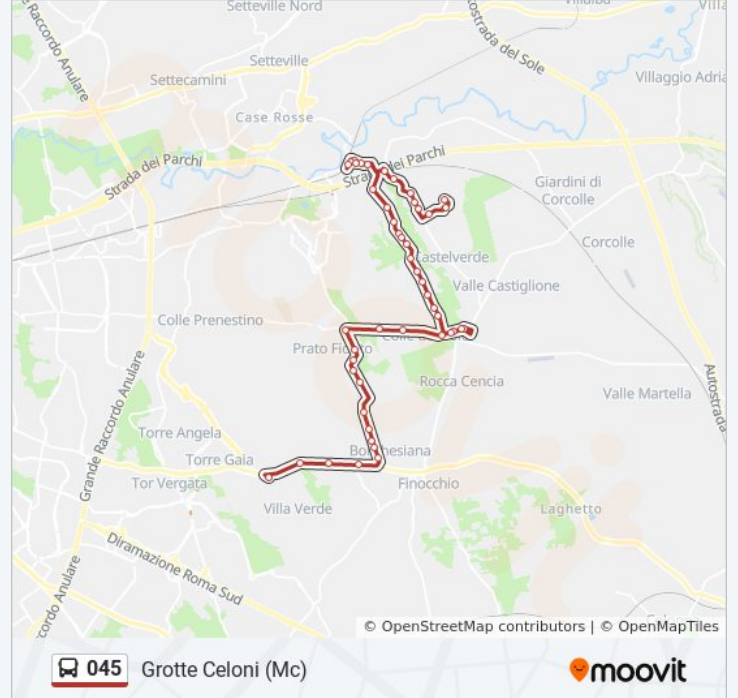 Setteville Nord
Villalba
Villa
e Raccordo Anulare
Autostrada del Sole
Setteville
Settecamini
Villaggio Adria
Case Rosse
Strada dei Parchi
Strada dei Parchi
Giardini di
Corcolle
Corcolle
Castelverde
Valle Castiglione
Colle Prenestino
Prato Fiorito
Rocca Cencia
Valle Martella
Autostrada
Grande Raccordo Anulare
Torre Angela
Borghesiana
Torre Gaia
Tor Vergata
Finocchio
Villa Verde
Laghetto
Diramazione Roma Sud
ccordo Anulare
© OpenStreetMap contributors | © OpenMapTiles
045 Grotte Celoni (Mc)
moovit